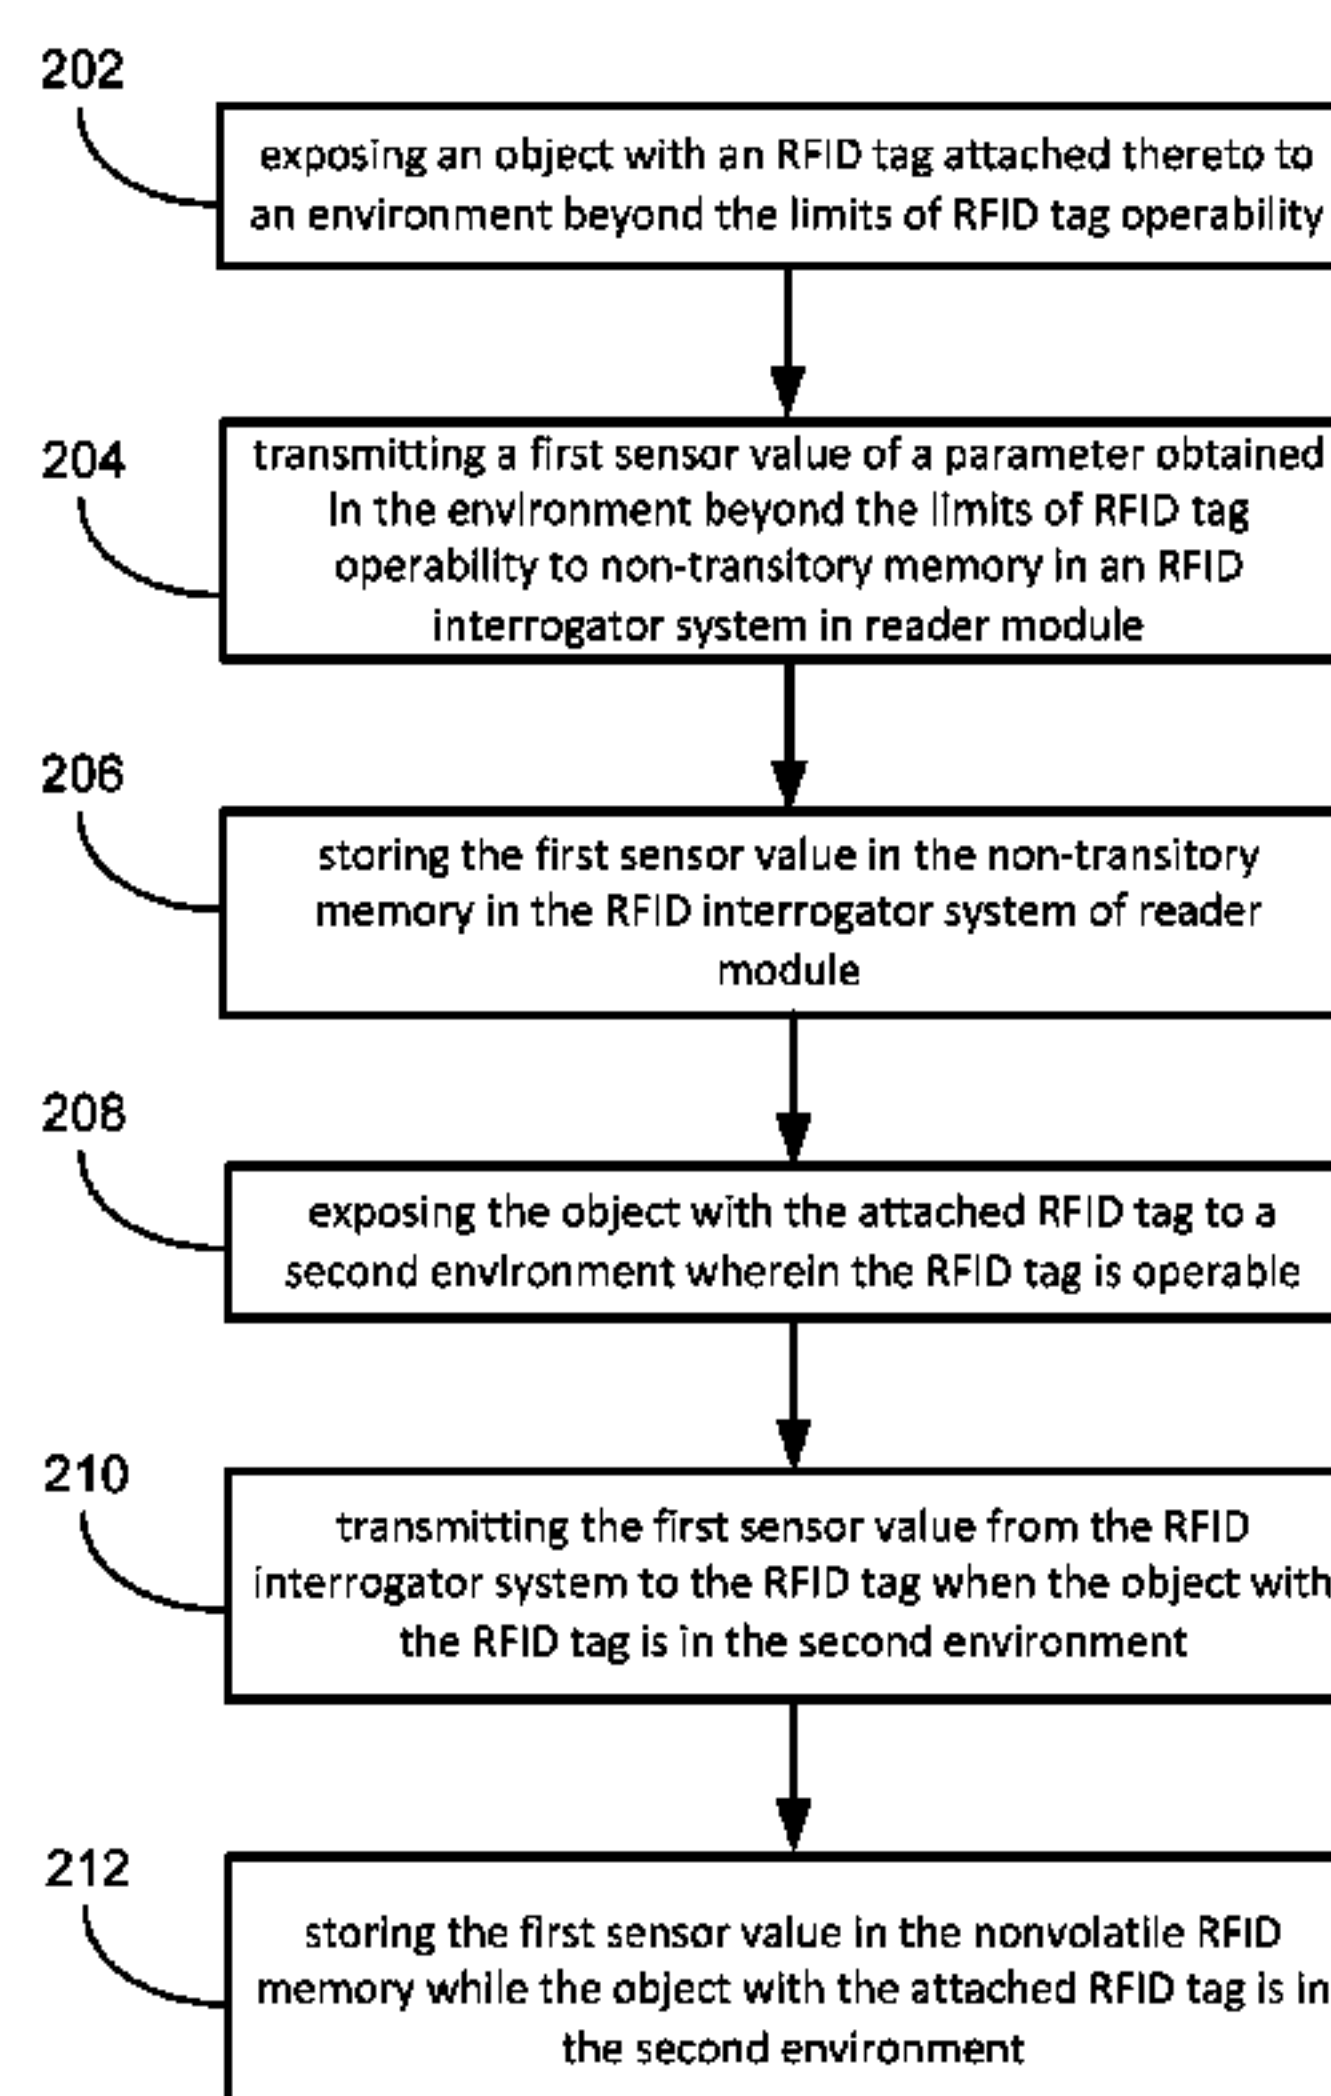 202
exposing an object with an RFID tag attached thereto to
an environment beyond the limits of RFID tag operability
204
transmitting a first sensor value of a parameter obtained
in the environment beyond the limits of RFID tag
operability to non-transitory memory in an RFID
interrogator system in reader module
206
storing the first sensor value in the non-transitory
memory in the RFID interrogator system of reader
module
208
exposing the object with the attached RFID tag to a
second environment wherein the RFID tag is operable
210
transmitting the first sensor value from the RFID
interrogator system to the RFID tag when the object with
the RFID tag is in the second environment
212
storing the first sensor value in the nonvolatile RFID
memory while the object with the attached RFID tag is in
the second environment